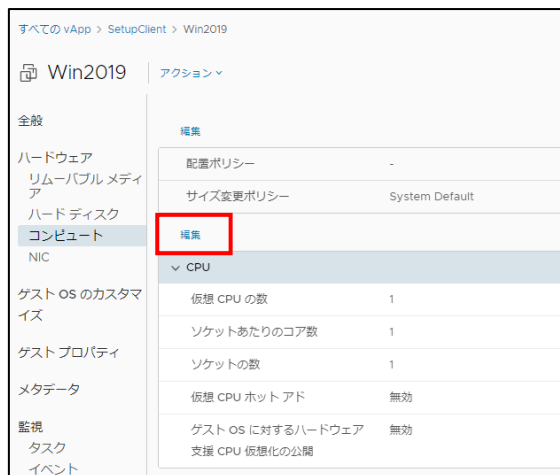 すべての vApp > SetupClient > Win2019
Win2019
アクション
全般
ハードウェア
リムーバブル メディ
ア
ハード ディスク
コンピュート
NIC
ゲスト OS のカスタマ
イズ
ゲスト プロパティ
メタデータ
監視
タスク
イベント
編集
配置ポリシー -
サイズ変更ポリシー System Default
編集
CPU
仮想 CPU の数 1
ソケットあたりのコア数 1
ソケットの数 1
仮想 CPU ホット アド 無効
ゲスト OS に対するハードウェア 無効
支援 CPU 仮想化の公開